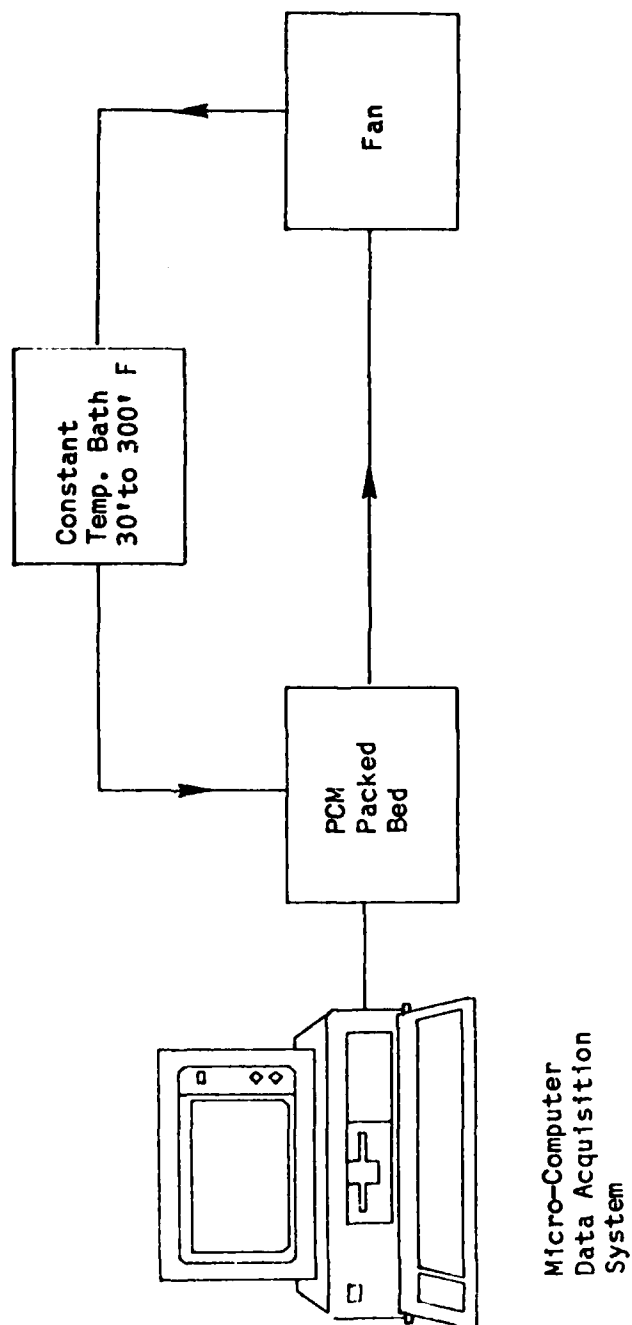 Constant
Temp. Bath
30' to 300' F
Fan
PCM
Packed
Bed
Micro-Computer
Data Acquisition
System